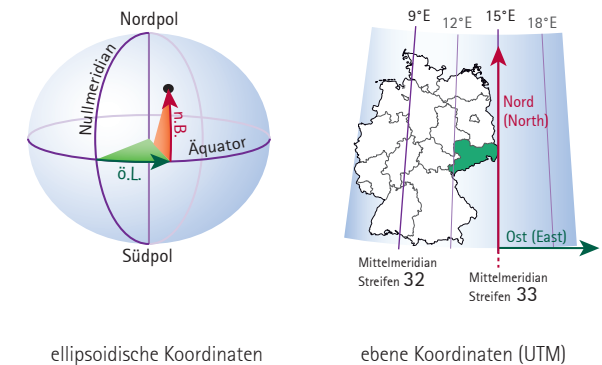 Nordpol
Nullmeridian
n.B.
Äquator
ö.L.
Südpol
ellipsoidische Koordinaten
9°E 12°E 15°E 18°E
Nord
(North)
Ost (East)
Mittelmeridian
Streifen 32
Mittelmeridian
Streifen 33
ebene Koordinaten (UTM)